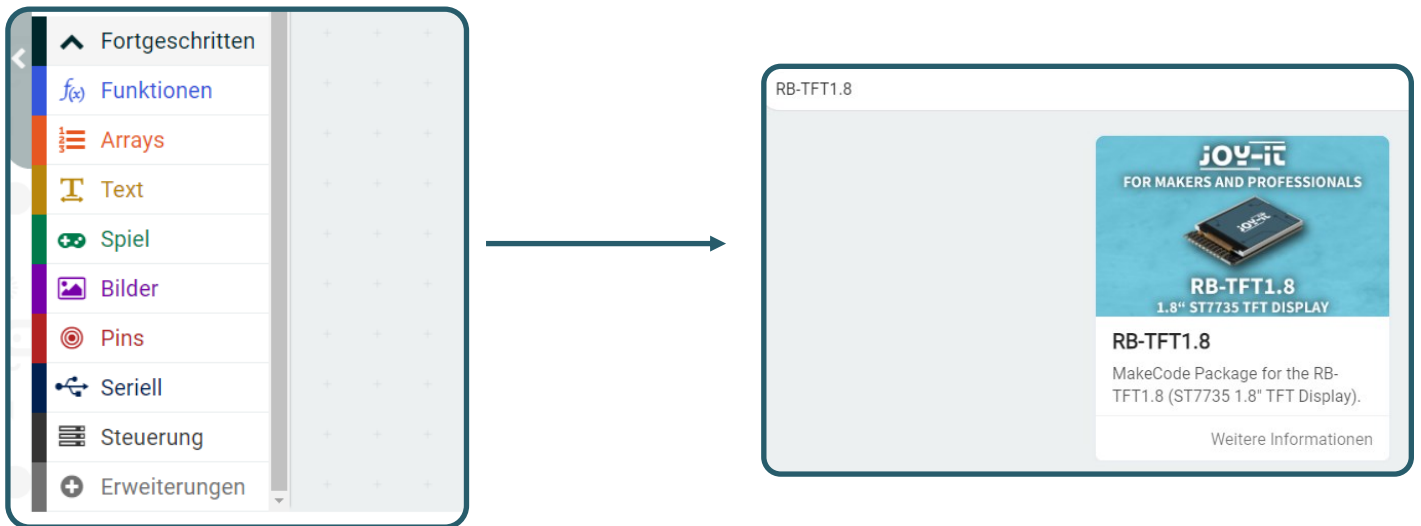 Fortgeschritten
f(x) Funktionen
Arrays
Text
Spiel
Bilder
Pins
Seriell
Steuerung
Erweiterungen
RB-TFT1.8
JOY-iT
FOR MAKERS AND PROFESSIONALS
JOY-iT
RB-TFT1.8
1.8“ ST7735 TFT DISPLAY
RB-TFT1.8
MakeCode Package for the RB-
TFT1.8 (ST7735 1.8" TFT Display).
Weitere Informationen